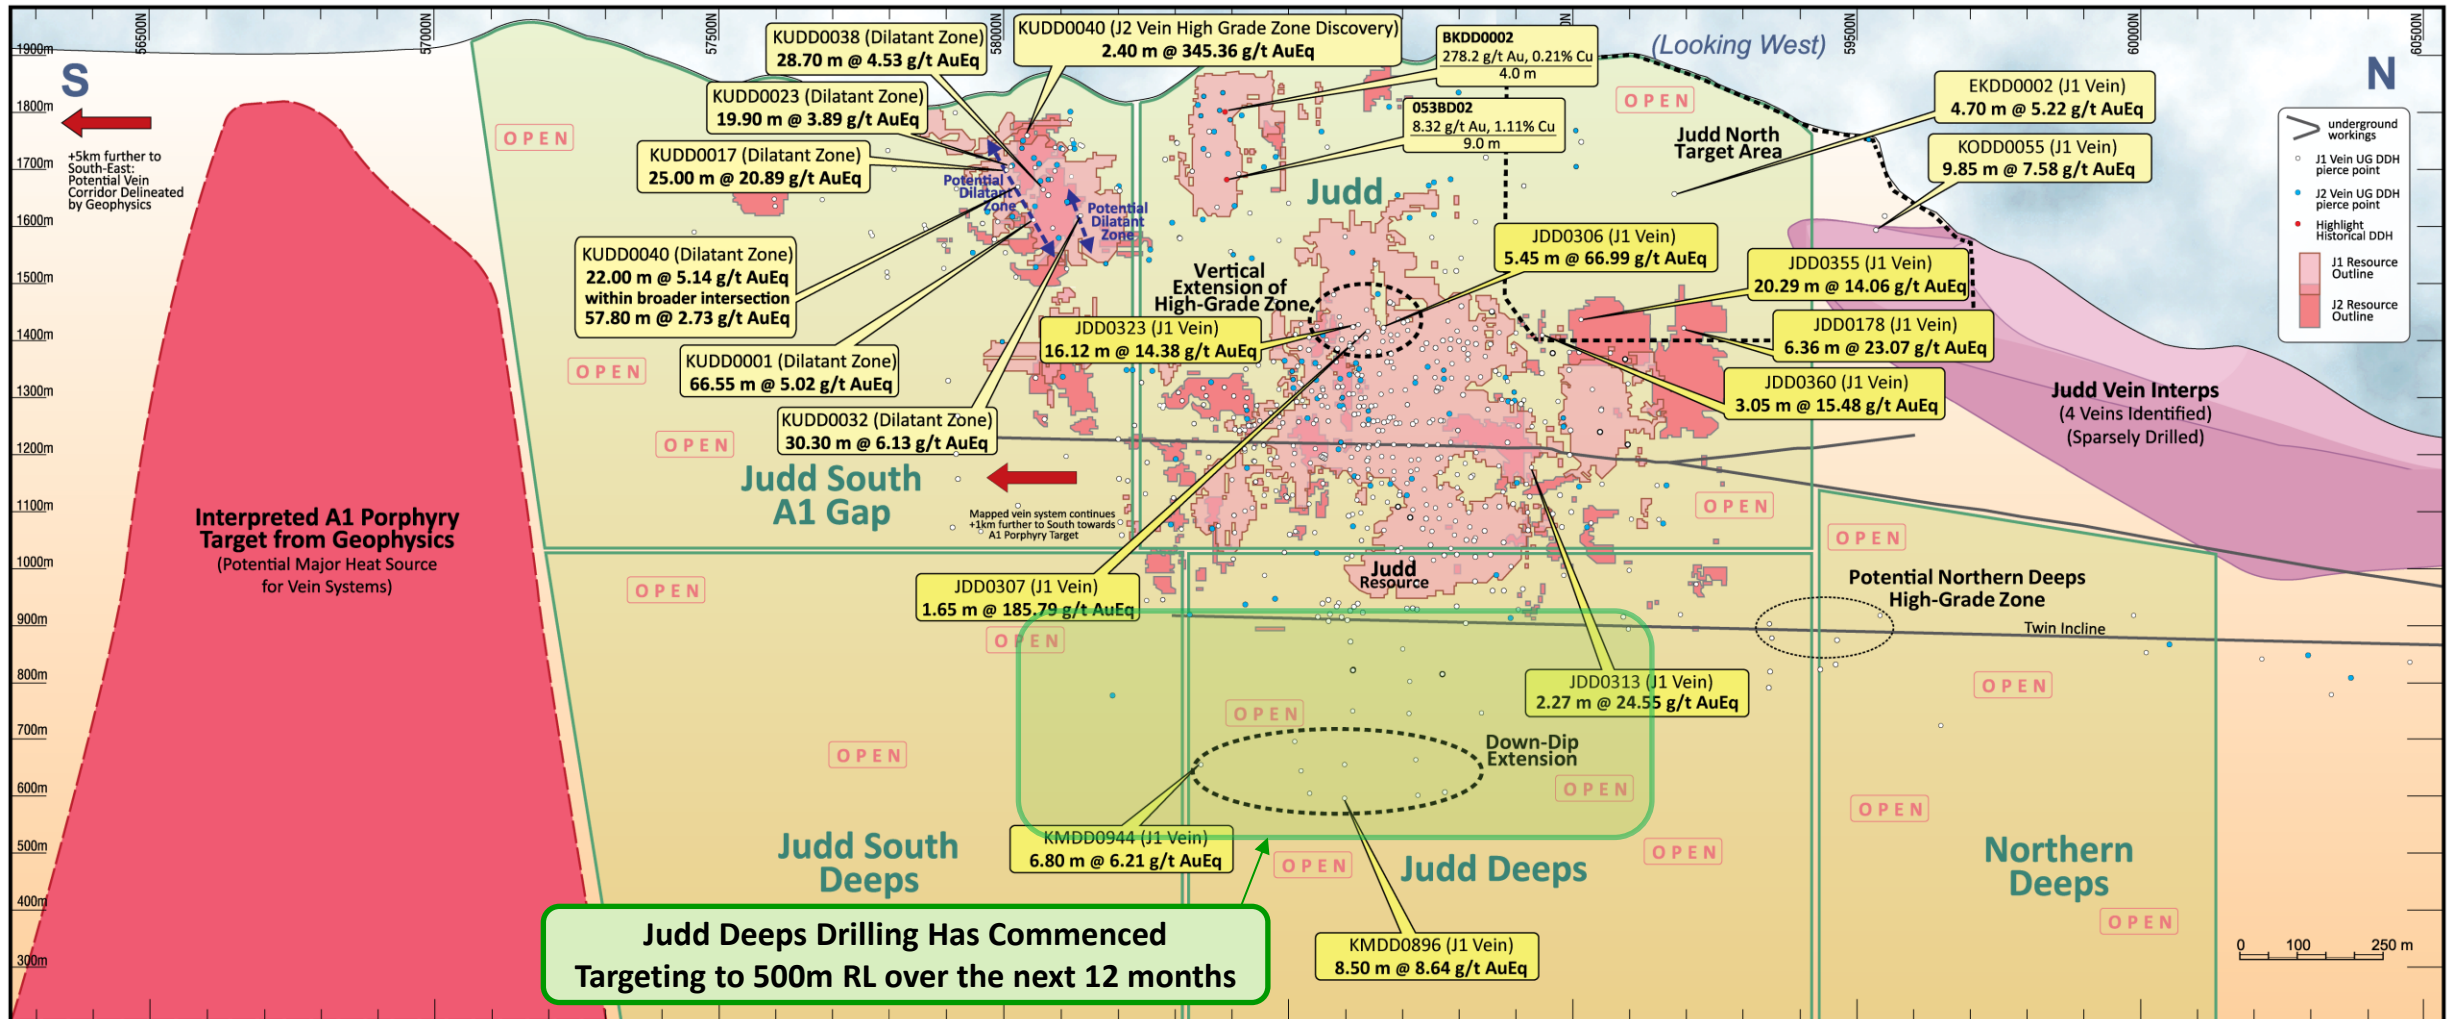 56500N
57000N
57500N
58000N
59500N
60000N
60500N
1900m
1800m
1700m
1600m
1500m
1400m
1300m
1200m
1100m
1000m
900m
800m
700m
600m
500m
400m
300m
S
N
(Looking West)
+5km further to
South-East:
Potential Vein
Corridor Delineated
by Geophysics
KUDD0038 (Dilatant Zone)
28.70 m @ 4.53 g/t AuEq
KUDD0040 (J2 Vein High Grade Zone Discovery)
2.40 m @ 345.36 g/t AuEq
BKDD0002
278.2 g/t Au, 0.21% Cu
4.0 m
KUDD0023 (Dilatant Zone)
19.90 m @ 3.89 g/t AuEq
053BD02
8.32 g/t Au, 1.11% Cu
9.0 m
KUDD0017 (Dilatant Zone)
25.00 m @ 20.89 g/t AuEq
EKDD0002 (J1 Vein)
4.70 m @ 5.22 g/t AuEq
KODD0055 (J1 Vein)
9.85 m @ 7.58 g/t AuEq
underground
workings
J1 Vein UG DDH
pierce point
J2 Vein UG DDH
pierce point
Highlight
Historical DDH
J1 Resource
Outline
J2 Resource
Outline
OPEN
OPEN
Judd North
Target Area
Judd
Potential
Dilatant
Zone
Potential
Dilatant
Zone
KUDD0040 (Dilatant Zone)
22.00 m @ 5.14 g/t AuEq
within broader intersection
57.80 m @ 2.73 g/t AuEq
Vertical
Extension of
High-Grade Zone
JDD0306 (J1 Vein)
5.45 m @ 66.99 g/t AuEq
JDD0355 (J1 Vein)
20.29 m @ 14.06 g/t AuEq
JDD0323 (J1 Vein)
16.12 m @ 14.38 g/t AuEq
JDD0178 (J1 Vein)
6.36 m @ 23.07 g/t AuEq
KUDD0001 (Dilatant Zone)
66.55 m @ 5.02 g/t AuEq
OPEN
JDD0360 (J1 Vein)
3.05 m @ 15.48 g/t AuEq
Judd Vein Interps
(4 Veins Identified)
(Sparsely Drilled)
KUDD0032 (Dilatant Zone)
30.30 m @ 6.13 g/t AuEq
OPEN
Judd South
A1 Gap
Mapped vein system continues
+1km further to South towards
A1 Porphyry Target
OPEN
OPEN
Interpreted A1 Porphyry
Target from Geophysics
(Potential Major Heat Source
for Vein Systems)
Judd
Resource
JDD0307 (J1 Vein)
1.65 m @ 185.79 g/t AuEq
OPEN
OPEN
Potential Northern Deeps
High-Grade Zone
Twin Incline
JDD0313 (J1 Vein)
2.27 m @ 24.55 g/t AuEq
OPEN
OPEN
OPEN
Down-Dip
Extension
OPEN
OPEN
KMDD0944 (J1 Vein)
6.80 m @ 6.21 g/t AuEq
Judd South
Deeps
OPEN
Judd Deeps
OPEN
Northern
Deeps
OPEN
Judd Deeps Drilling Has Commenced
Targeting to 500m RL over the next 12 months
KMDD0896 (J1 Vein)
8.50 m @ 8.64 g/t AuEq
0 100 250 m